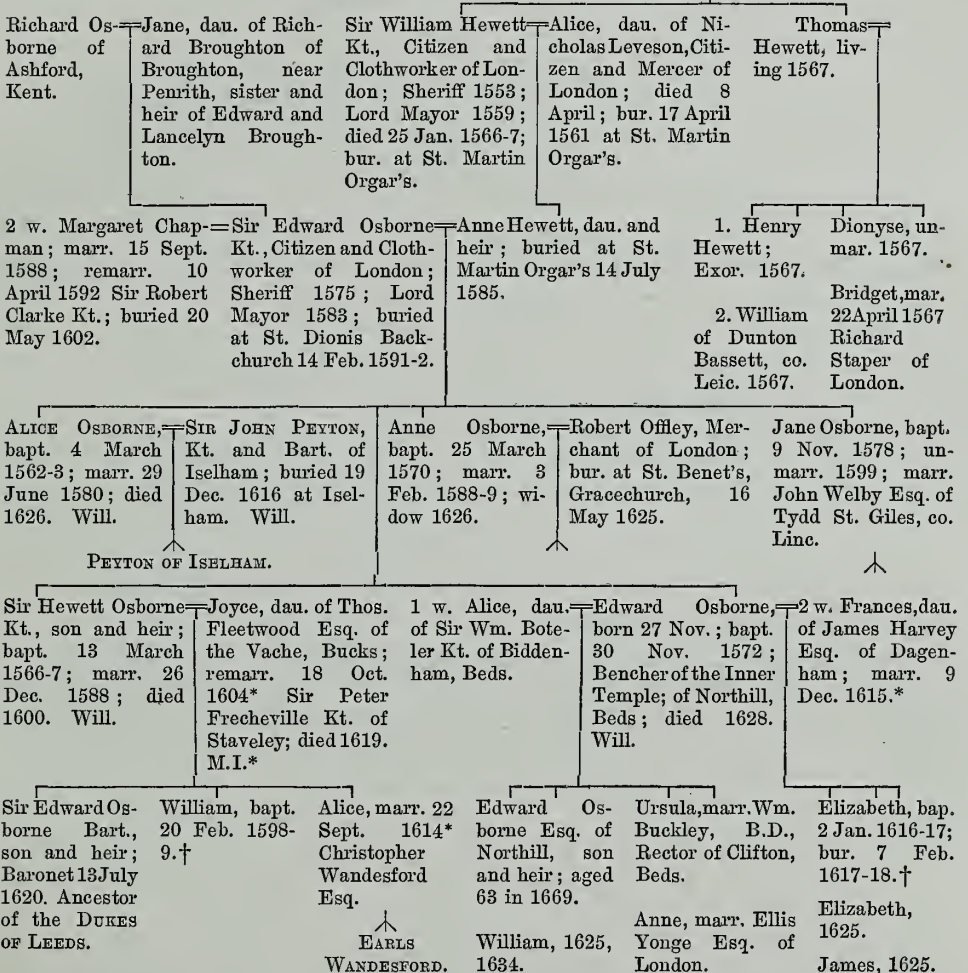 Richard Os-
borne of
Ashford,
Kent.
Jane, dau. of Rich-
ard Broughton of
Broughton, near
Penrith, sister and
heir of Edward and
Lancelyn Brough-
ton.
Sir William Hewett
Kt., Citizen and
Clothworker of Lon-
don; Sheriff 1553;
Lord Mayor 1559;
died 25 Jan. 1566-7;
bur. at St. Martin
Orgar's.
Alice, dau. of Ni-
cholas Leveson, Citi-
zen and Mercer of
London; died 8
April; bur. 17 April
1561 at St. Martin
Orgar's.
Thomas
Hewett, liv-
ing 1567.
2 w. Margaret Chap-
man; marr. 15 Sept.
1588; remarr. 10
April 1592 Sir Robert
Clarke Kt.; buried 20
May 1602.
Sir Edward Osborne
Kt., Citizen and Cloth-
worker of London;
Sheriff 1575; Lord
Mayor 1583; buried
at St. Dionis Back-
church 14 Feb. 1591-2.
Anne Hewett, dau. and
heir; buried at St.
Martin Orgar's 14 July
1585.
1. Henry
Hewett;
Exor. 1567.
2. William
of Dunton
Bassett, co.
Leic. 1567.
Dionyse, un-
mar. 1567.
Bridget, mar.
22 April 1567
Richard
Staper of
London.
ALICE OSBORNE,
bapt. 4 March
1562-3; marr. 29
June 1580; died
1626. Will.
SIR JOHN PEYTON,
Kt. and Bart. of
Iselham; buried 19
Dec. 1616 at Isel-
ham. Will.
PEYTON OF ISELHAM.
Anne Osborne,
bapt. 25 March
1570; marr. 3
Feb. 1588-9; wi-
dow 1626.
Robert Offley, Mer-
chant of London;
bur. at St. Benet's,
Gracechurch, 16
May 1625.
Jane Osborne, bapt.
9 Nov. 1578; un-
marr. 1599; marr.
John Welby Esq. of
Tydd St. Giles, co.
Linc.
Sir Hewett Osborne
Kt., son and heir;
bapt. 13 March
1566-7; marr. 26
Dec. 1588; died
1600. Will.
Joyce, dau. of Thos.
Fleetwood Esq. of
the Vache, Bucks;
remarr. 18 Oct.
1604* Sir Peter
Frecheville Kt. of
Staveley; died 1619.
M.I.*
1 w. Alice, dau.
of Sir Wm. Bote-
ler Kt. of Bidden-
ham, Beds.
Edward Osborne,
born 27 Nov.; bapt.
30 Nov. 1572;
Bencher of the Inner
Temple; of Northill,
Beds; died 1628.
Will.
2 w. Frances, dau.
of James Harvey
Esq. of Dagen-
ham; marr. 9
Dec. 1615.*
Sir Edward Os-
borne Bart.,
son and heir;
Baronet 13 July
1620. Ancestor
of the DUKES
OF LEEDS.
William, bapt.
20 Feb. 1598-
9.†
Alice, marr. 22
Sept. 1614*
Christopher
Wandesford
Esq.
EARLS
WANDESFORD.
Edward Os-
borne Esq. of
Northill, son
and heir; aged
63 in 1669.
William, 1625,
1634.
Ursula, marr. Wm.
Buckley, B.D.,
Rector of Clifton,
Beds.
Anne, marr. Ellis
Yonge Esq. of
London.
Elizabeth, bap.
2 Jan. 1616-17;
bur. 7 Feb.
1617-18.†
Elizabeth,
1625.
James, 1625.